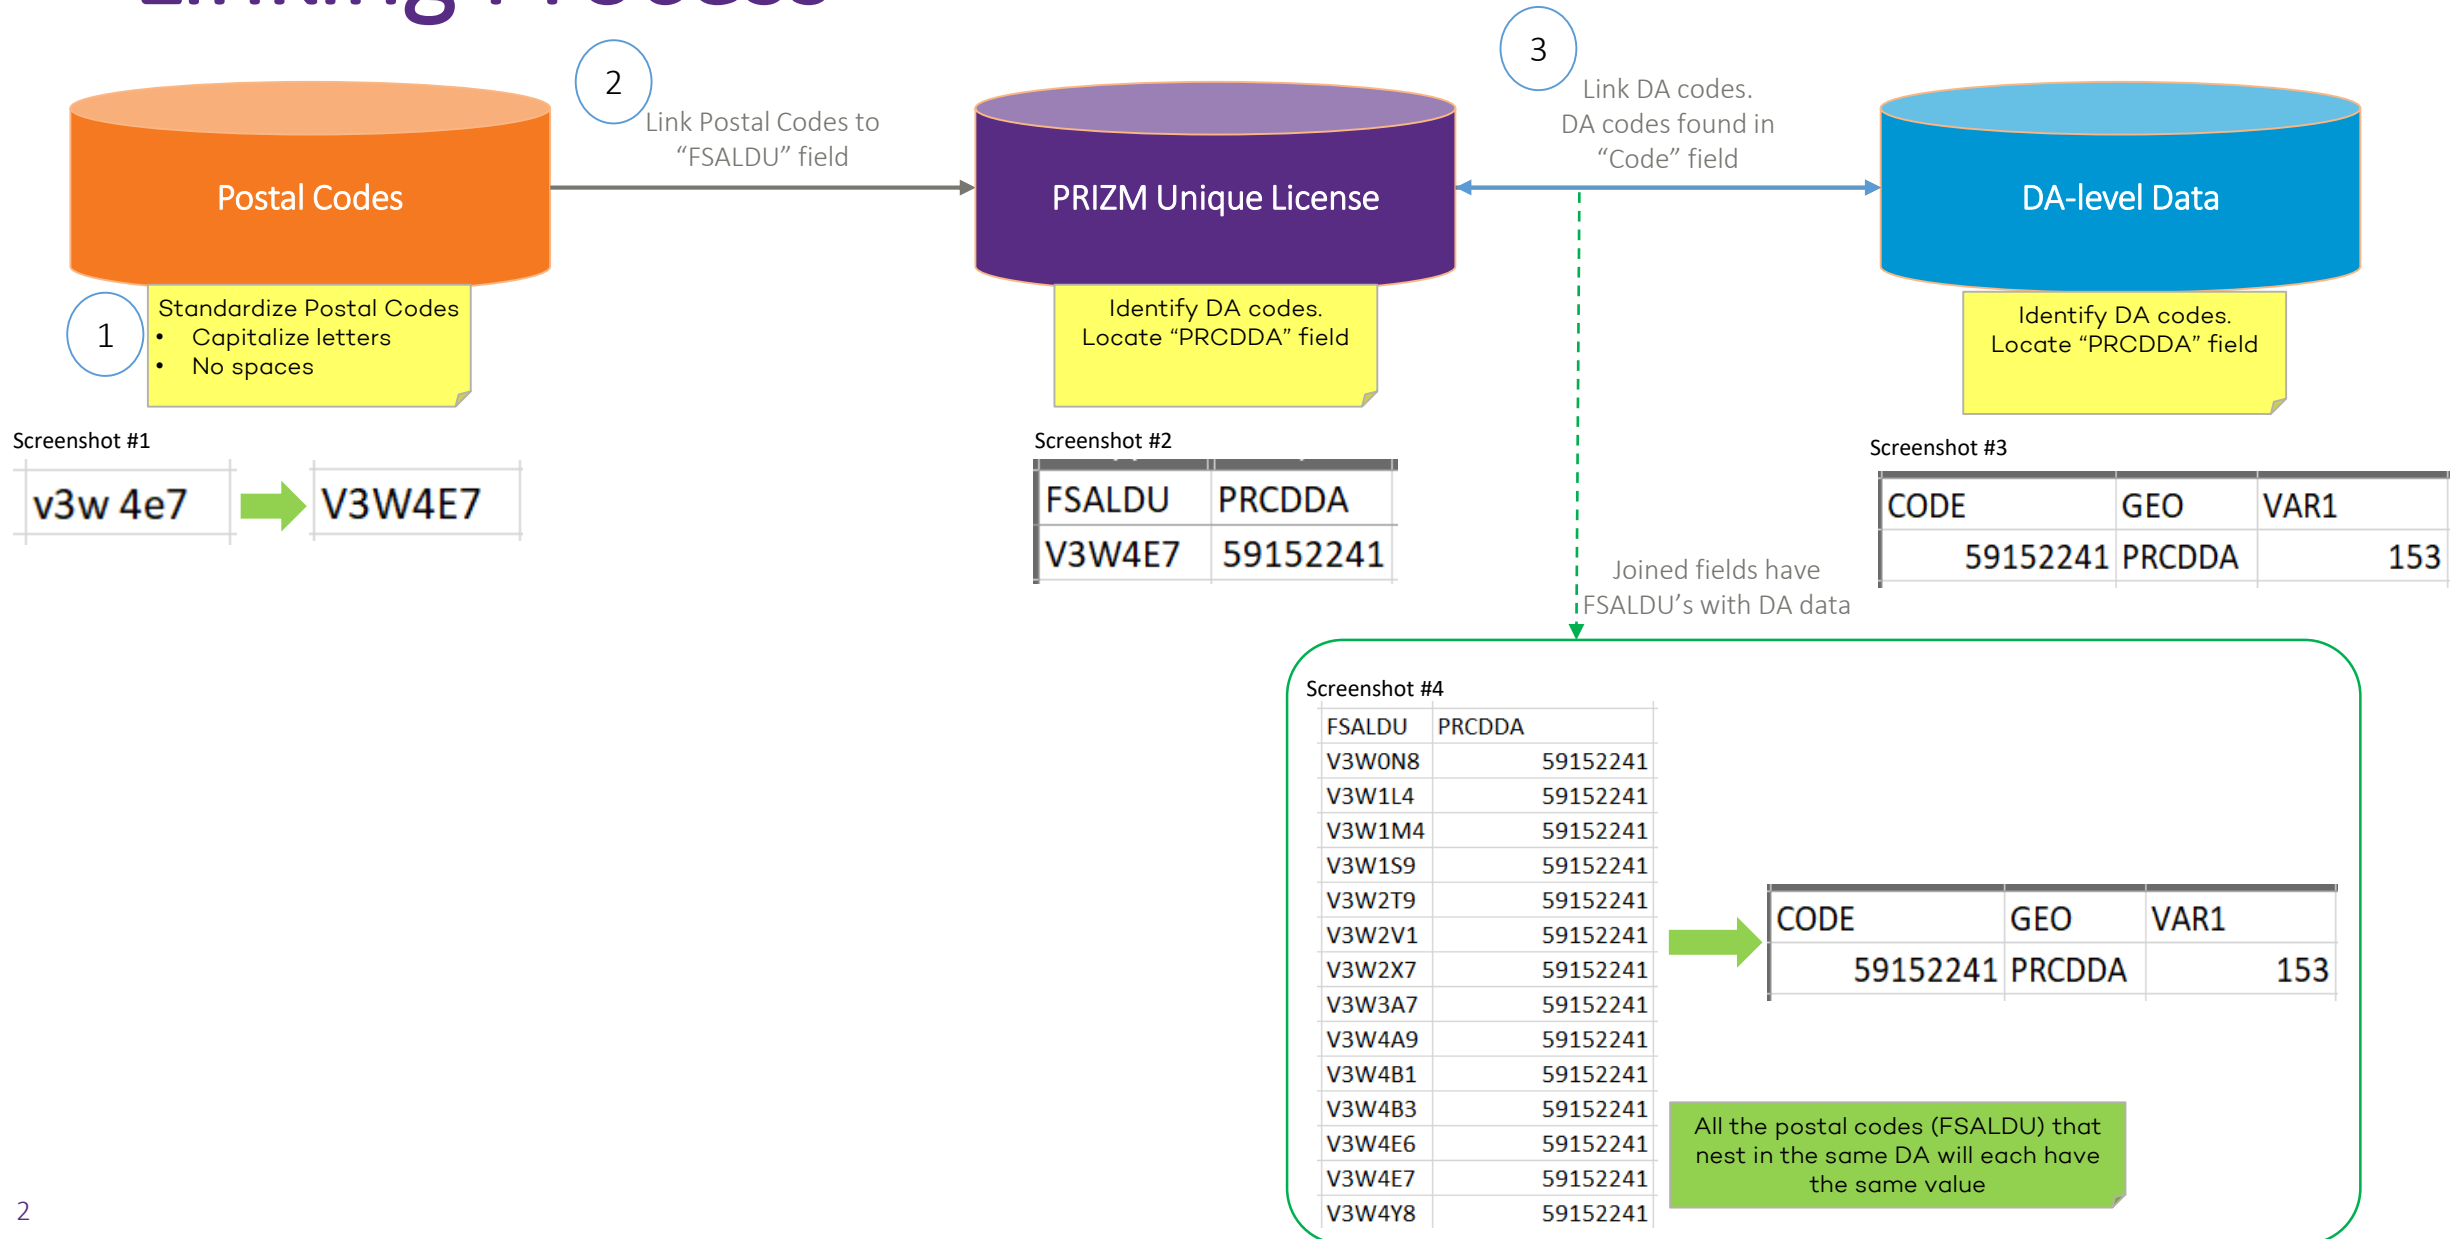 Linking Process
2
Link Postal Codes to
“FSALDU” field
3
Link DA codes.
DA codes found in
“Code” field
Postal Codes
PRIZM Unique License
DA-level Data
1
Standardize Postal Codes
• Capitalize letters
• No spaces
Identify DA codes.
Locate “PRCDDA” field
Identify DA codes.
Locate “PRCDDA” field
Screenshot #1
v3w 4e7
V3W4E7
Screenshot #2
FSALDU PRCDDA
V3W4E7 59152241
Screenshot #3
CODE GEO VAR1
59152241 PRCDDA 153
Joined fields have
FSALDU’s with DA data
Screenshot #4
FSALDU PRCDDA
V3W0N8 59152241
V3W1L4 59152241
V3W1M4 59152241
V3W1S9 59152241
V3W2T9 59152241
V3W2V1 59152241
V3W2X7 59152241
V3W3A7 59152241
V3W4A9 59152241
V3W4B1 59152241
V3W4B3 59152241
V3W4E6 59152241
V3W4E7 59152241
V3W4Y8 59152241
CODE GEO VAR1
59152241 PRCDDA 153
All the postal codes (FSALDU) that
nest in the same DA will each have
the same value
2